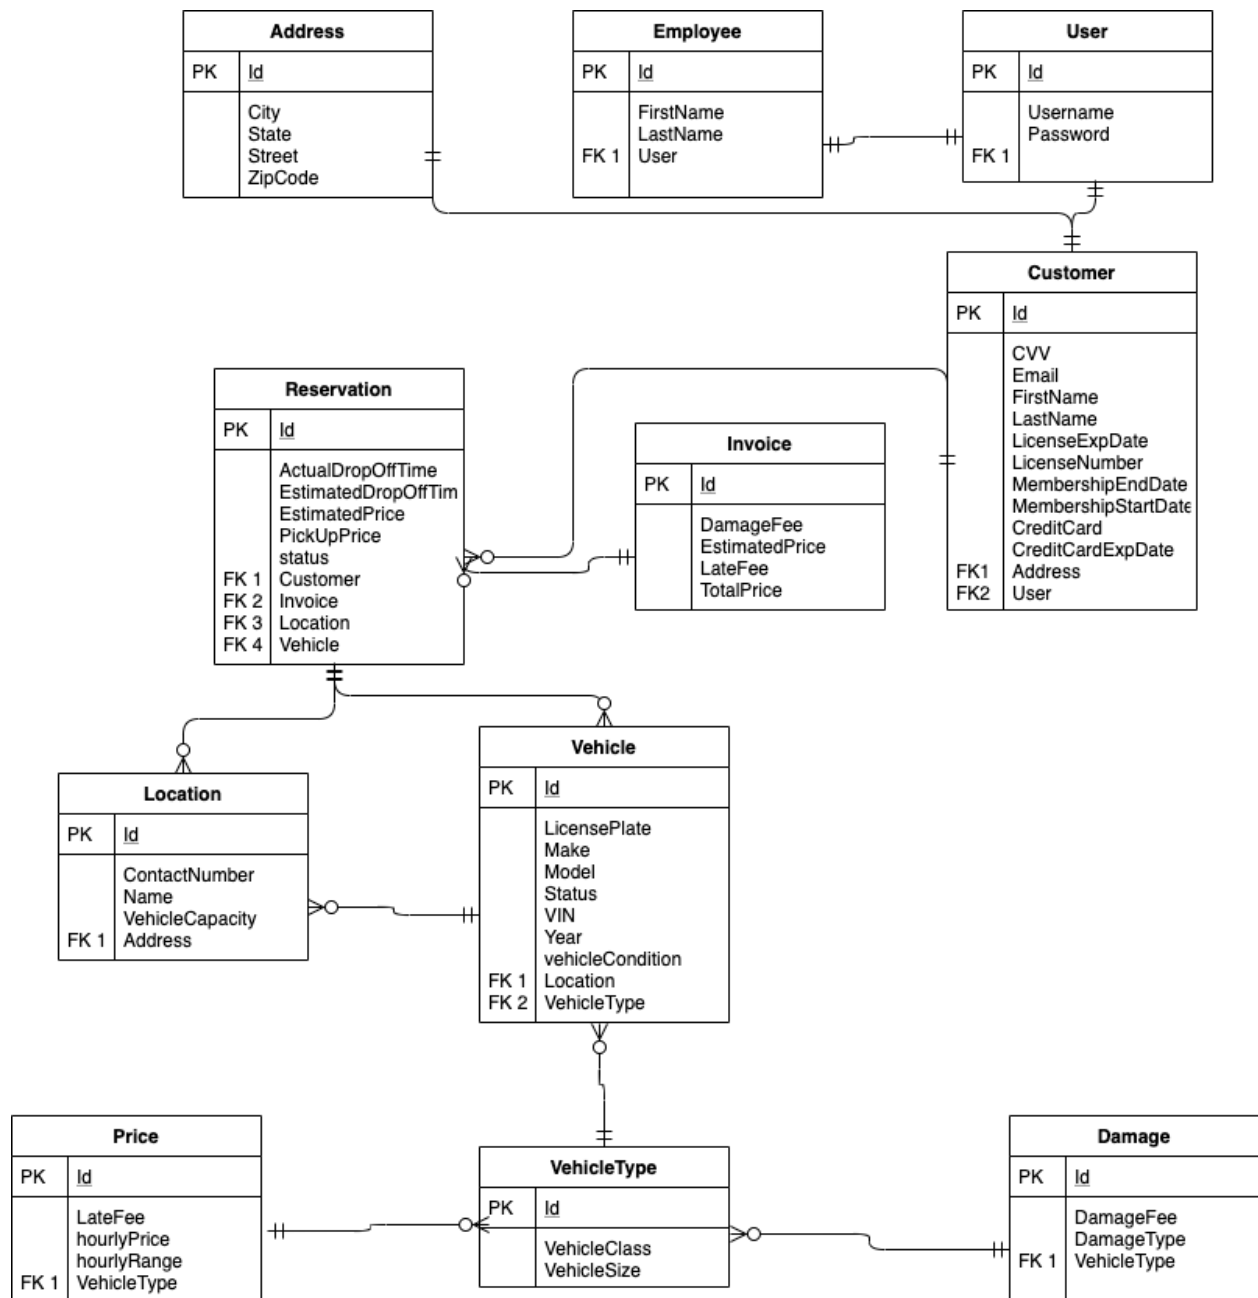 Address
PK Id
City
State
Street
ZipCode
Employee
PK Id
FirstName
LastName
FK 1 User
User
PK Id
Username
Password
FK 1
Customer
PK Id
CVV
Email
FirstName
LastName
LicenseExpDate
LicenseNumber
MembershipEndDate
MembershipStartDate
CreditCard
CreditCardExpDate
FK1 Address
FK2 User
Reservation
PK Id
ActualDropOffTime
EstimatedDropOffTim
EstimatedPrice
PickUpPrice
status
FK 1 Customer
FK 2 Invoice
FK 3 Location
FK 4 Vehicle
Invoice
PK Id
DamageFee
EstimatedPrice
LateFee
TotalPrice
Location
PK Id
ContactNumber
Name
VehicleCapacity
FK 1 Address
Vehicle
PK Id
LicensePlate
Make
Model
Status
VIN
Year
vehicleCondition
FK 1 Location
FK 2 VehicleType
Price
PK Id
LateFee
hourlyPrice
hourlyRange
FK 1 VehicleType
VehicleType
PK Id
VehicleClass
VehicleSize
Damage
PK Id
DamageFee
DamageType
FK 1 VehicleType